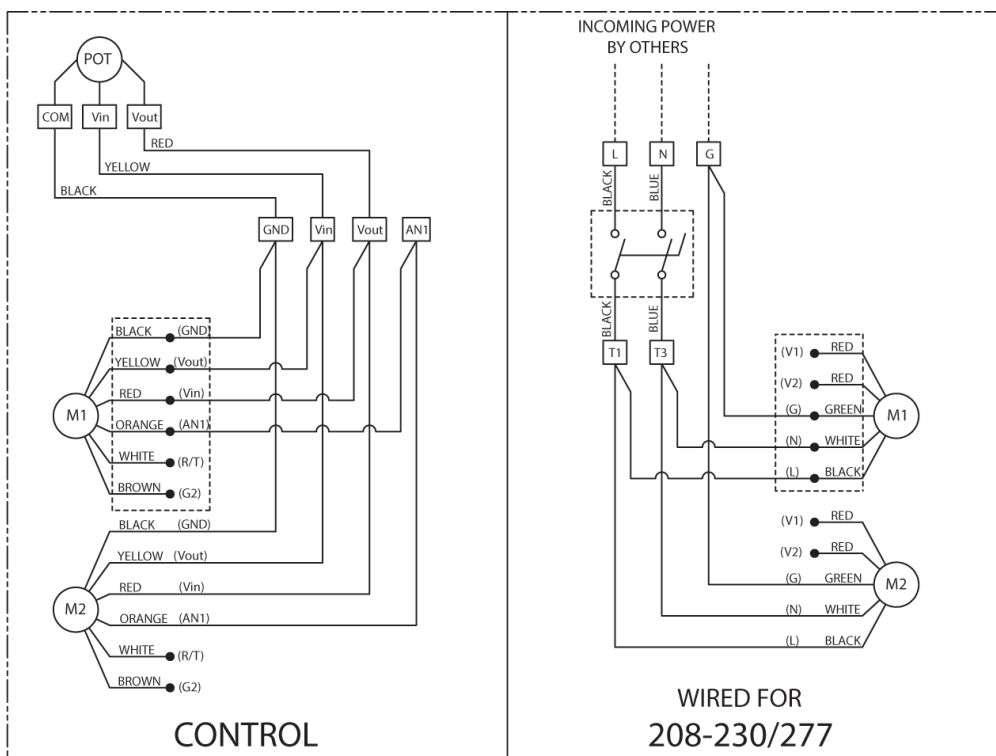 POT
COM Vin Vout
RED
YELLOW
BLACK
GND Vin Vout AN1
BLACK (GND)
YELLOW (Vout)
RED (Vin)
M1
ORANGE (AN1)
WHITE (R/T)
BROWN (G2)
BLACK (GND)
YELLOW (Vout)
RED (Vin)
M2
ORANGE (AN1)
WHITE (R/T)
BROWN (G2)
CONTROL
INCOMING POWER
BY OTHERS
L N G
BLACK BLUE
BLACK BLUE
T1 T3
(V1) RED
(V2) RED
(G) GREEN
M1
(N) WHITE
(L) BLACK
(V1) RED
(V2) RED
(G) GREEN
M2
(N) WHITE
(L) BLACK
WIRED FOR
208-230/277